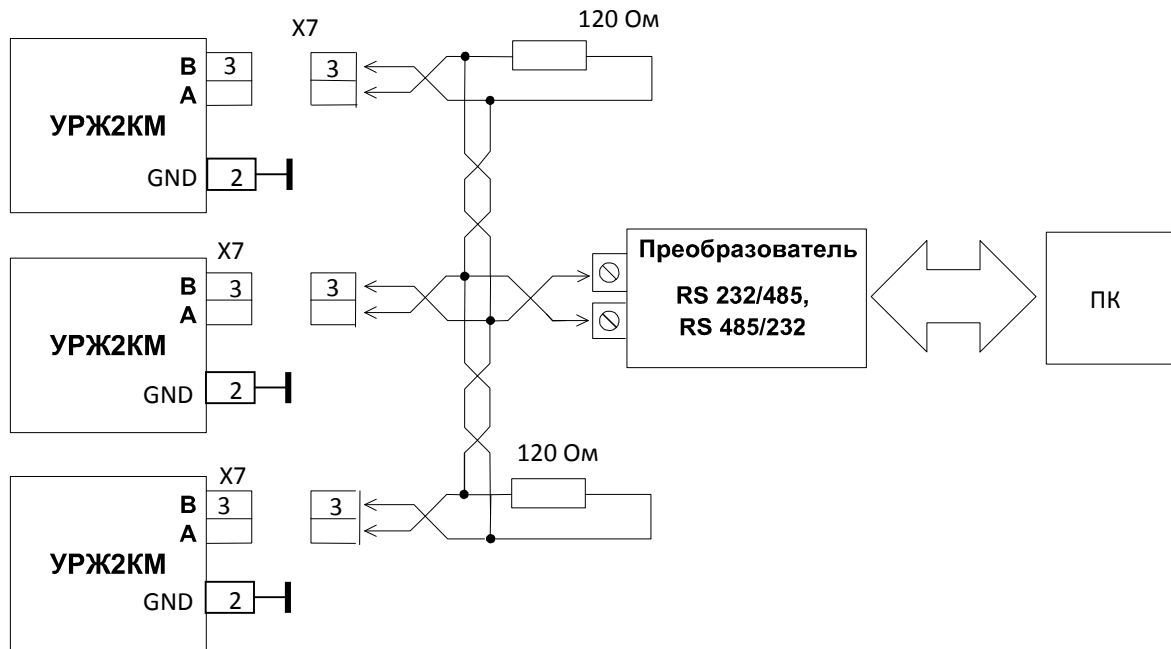 120 Ом
X7
B 3 3
A
УРЖ2КМ
GND 2
X7
B 3 3
A
УРЖ2КМ
GND 2
Преобразователь
RS 232/485,
RS 485/232
ПК
120 Ом
X7
B 3 3
A
УРЖ2КМ
GND 2